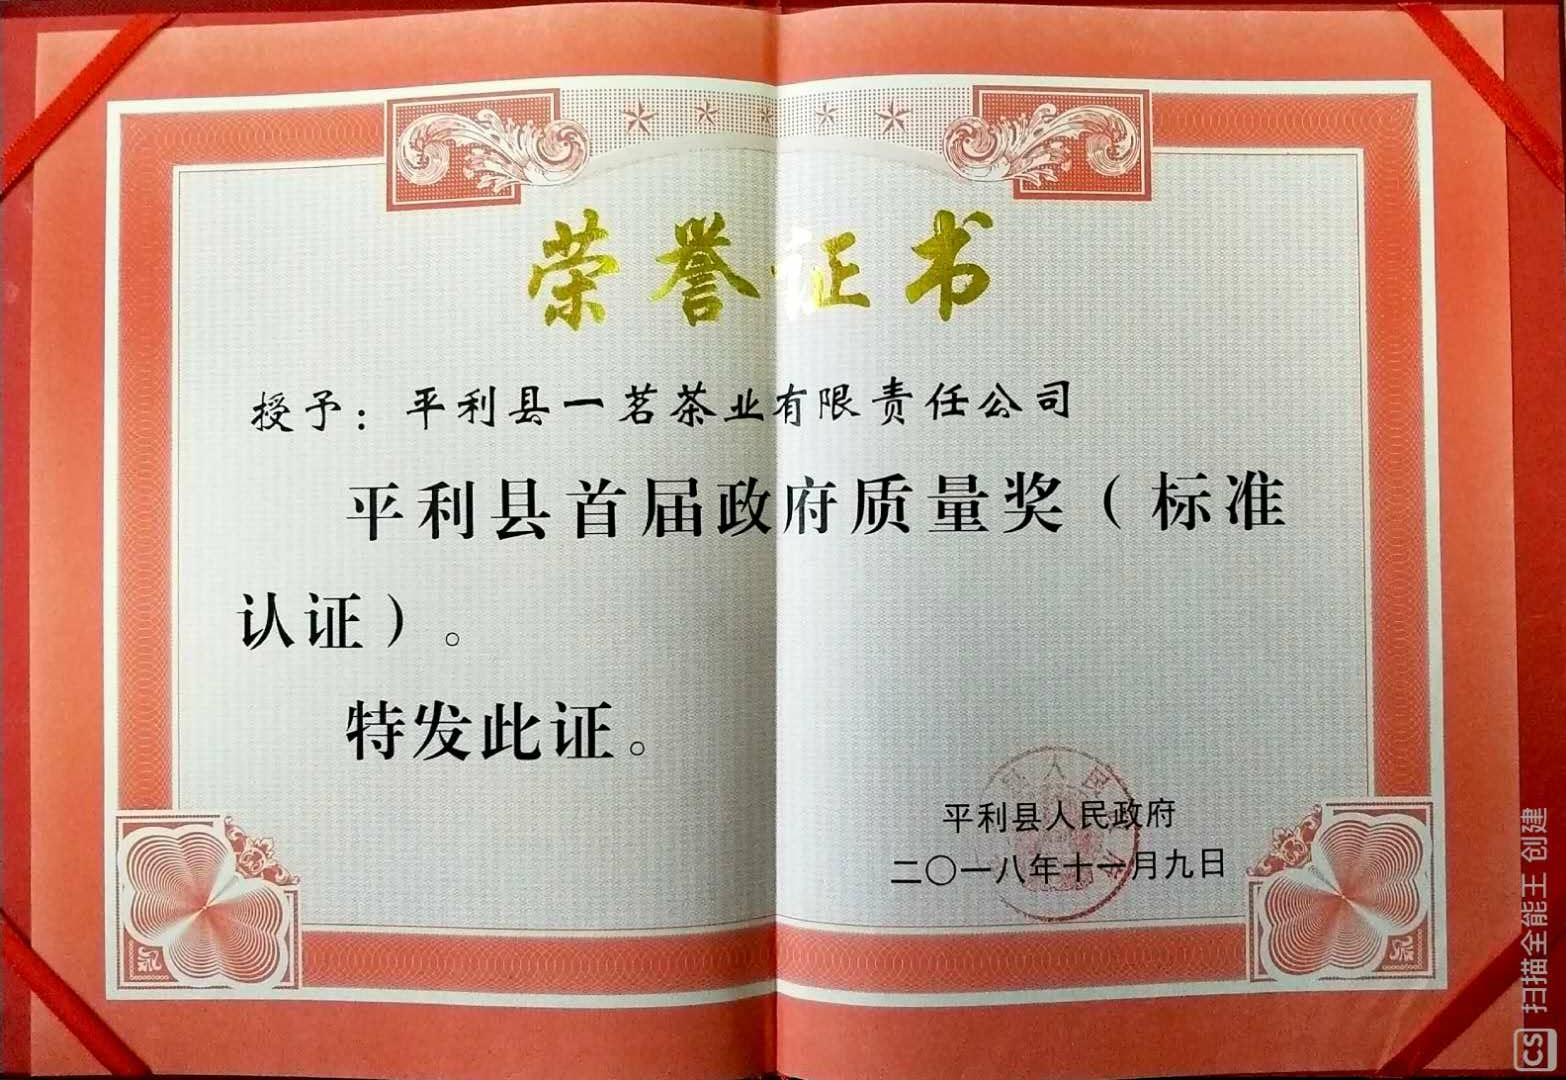 荣誉证书
授予：平利县一茗茶业有限责任公司
平利县首届政府质量奖（标准
认证）。
特发此证。
平利县人民政府
二〇一八年十一月九日
CS 扫描全能王 创建